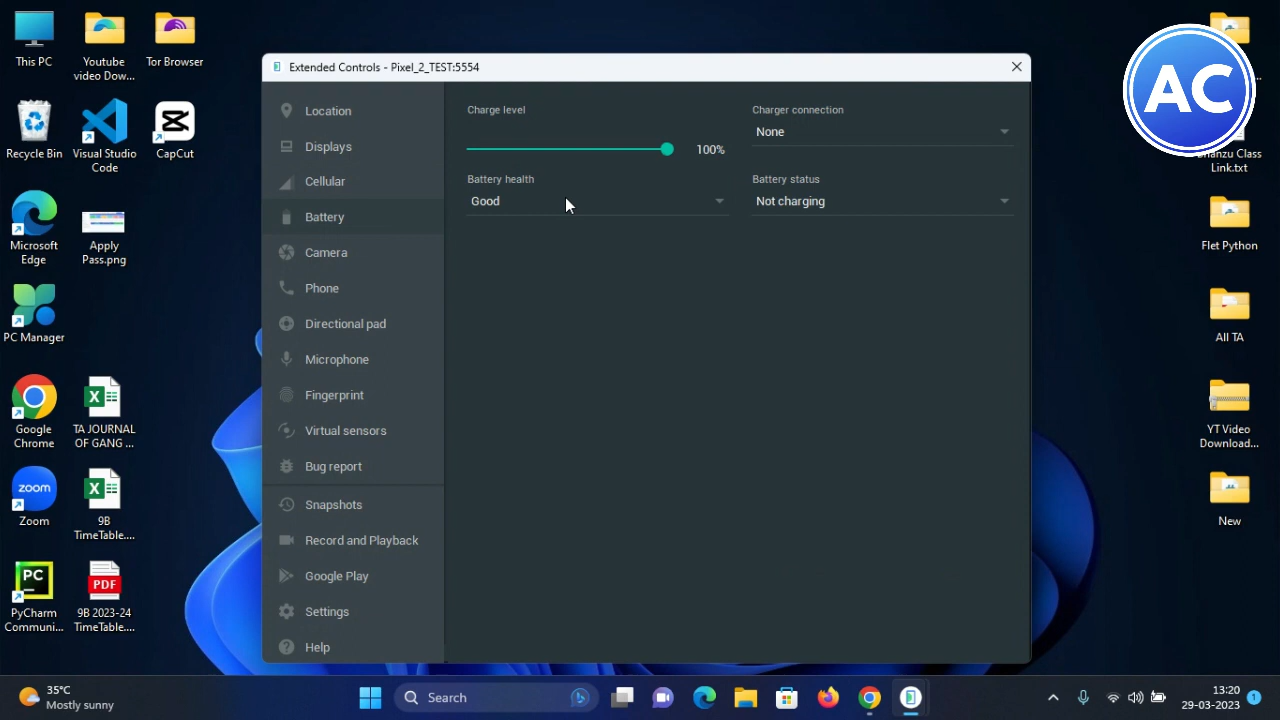 This PC
Youtube
video Dow...
Tor Browser
Recycle Bin
Visual Studio
Code
CapCut
Microsoft
Edge
Apply
Pass.png
PC Manager
Google
Chrome
TA JOURNAL
OF GANG ...
Zoom
zoom
9B
TimeTable....
PyCharm
Communi...
PC
PDF
9B 2023-24
TimeTable....
Extended Controls - Pixel_2_TEST:5554
Location
Displays
Cellular
Battery
Camera
Phone
Directional pad
Microphone
Fingerprint
Virtual sensors
Bug report
Snapshots
Record and Playback
Google Play
Settings
Help
Charge level
100%
Charger connection
None
Battery health
Good
Battery status
Not charging
AC
Class
Link.txt
Flet Python
All TA
YT Video
Download...
New
35°C
Mostly sunny
Search
13:20
29-03-2023
1